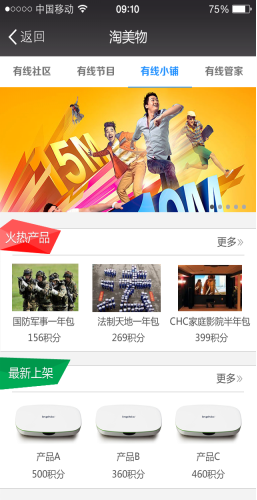 中国移动 09:10 75%
返回 淘美物
有线社区 有线节目 有线小铺 有线管家
15M
10M
火热产品 更多
国防军事一年包 法制天地一年包 CHC家庭影院半年包
156积分 269积分 399积分
最新上架 更多
产品A 产品B 产品C
500积分 360积分 460积分